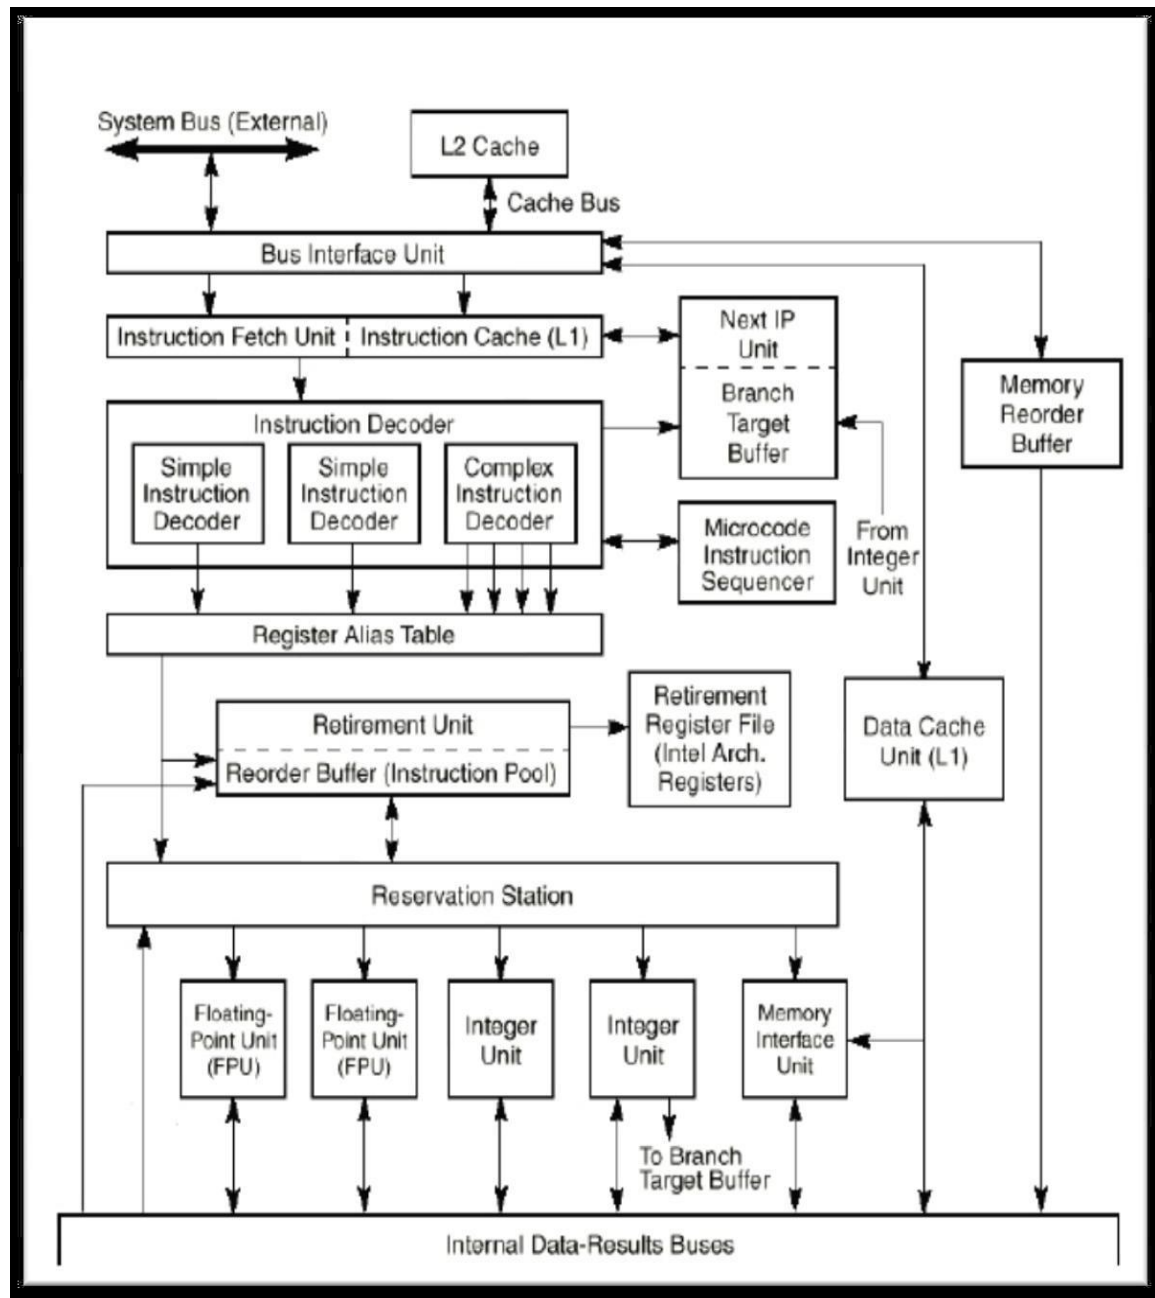 System Bus (External)
L2 Cache
Cache Bus
Bus Interface Unit
Instruction Fetch Unit
Instruction Cache (L1)
Next IP
Unit
Branch
Target
Buffer
Memory
Reorder
Buffer
Instruction Decoder
Simple
Instruction
Decoder
Simple
Instruction
Decoder
Complex
Instruction
Decoder
Microcode
Instruction
Sequencer
From
Integer
Unit
Register Alias Table
Retirement Unit
Reorder Buffer (Instruction Pool)
Retirement
Register File
(Intel Arch.
Registers)
Data Cache
Unit (L1)
Reservation Station
Floating-
Point Unit
(FPU)
Floating-
Point Unit
(FPU)
Integer
Unit
Integer
Unit
Memory
Interface
Unit
To Branch
Target Buffer
Internal Data-Results Buses